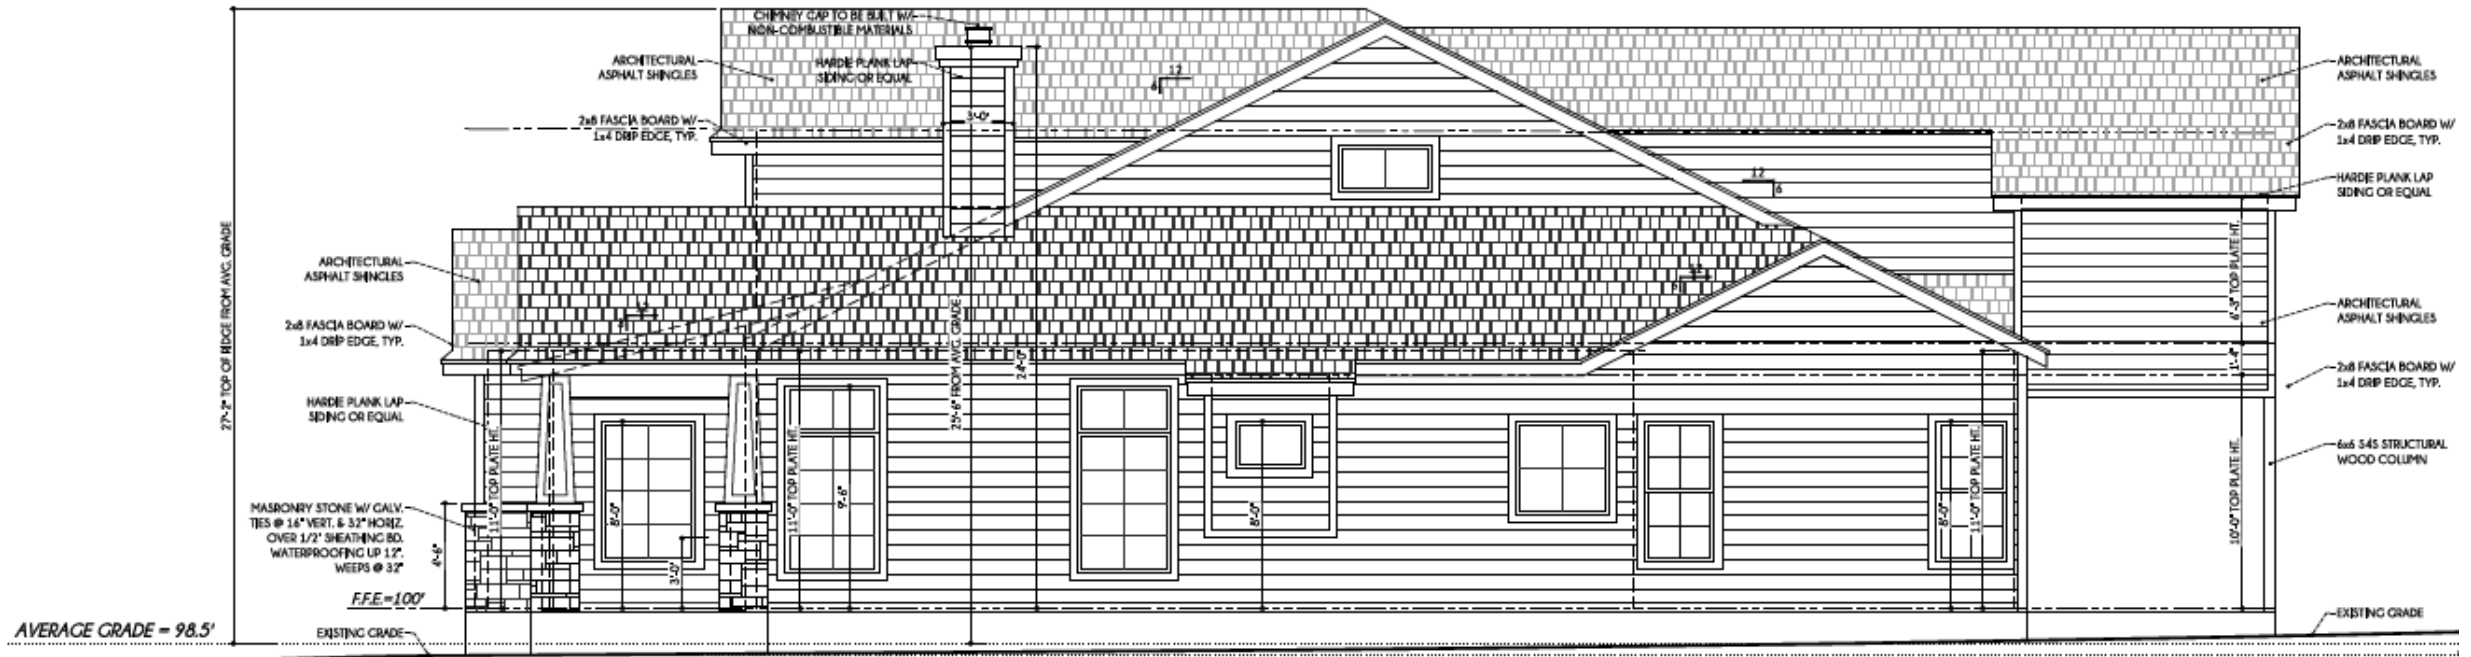 CHIMNEY CAP TO BE BUILT W/
NON-COMBUSTIBLE MATERIALS
ARCHITECTURAL
ASPHALT SHINGLES
HARDIE PLANK LAP
SIDING OR EQUAL
12
6
ARCHITECTURAL
ASPHALT SHINGLES
2x8 FASCIA BOARD W/
1x4 DRIP EDGE, TYP.
3'-0"
2x8 FASCIA BOARD W/
1x4 DRIP EDGE, TYP.
12
6
HARDIE PLANK LAP
SIDING OR EQUAL
27'-2" TOP OF RIDGE FROM AVG. GRADE
ARCHITECTURAL
ASPHALT SHINGLES
12
12
6'-3" TOP PLATE HT.
ARCHITECTURAL
ASPHALT SHINGLES
2x8 FASCIA BOARD W/
1x4 DRIP EDGE, TYP.
25'-6" FROM AVG. GRADE
24'-0"
1'-4"
2x8 FASCIA BOARD W/
1x4 DRIP EDGE, TYP.
HARDIE PLANK LAP
SIDING OR EQUAL
11'-0" TOP PLATE HT.
8'-0"
11'-0" TOP PLATE HT.
9'-6"
8'-0"
8'-0"
11'-0" TOP PLATE HT.
10'-0" TOP PLATE HT.
6x6 S4S STRUCTURAL
WOOD COLUMN
MASRONRY STONE W/ GALV.
TIES @ 16" VERT. & 32" HORIZ.
OVER 1/2" SHEATHING BD.
WATERPROOFING UP 12".
WEEPS @ 32"
4'-6"
3'-0"
F.F.E.=100'
AVERAGE GRADE = 98.5'
EXISTING GRADE
EXISTING GRADE